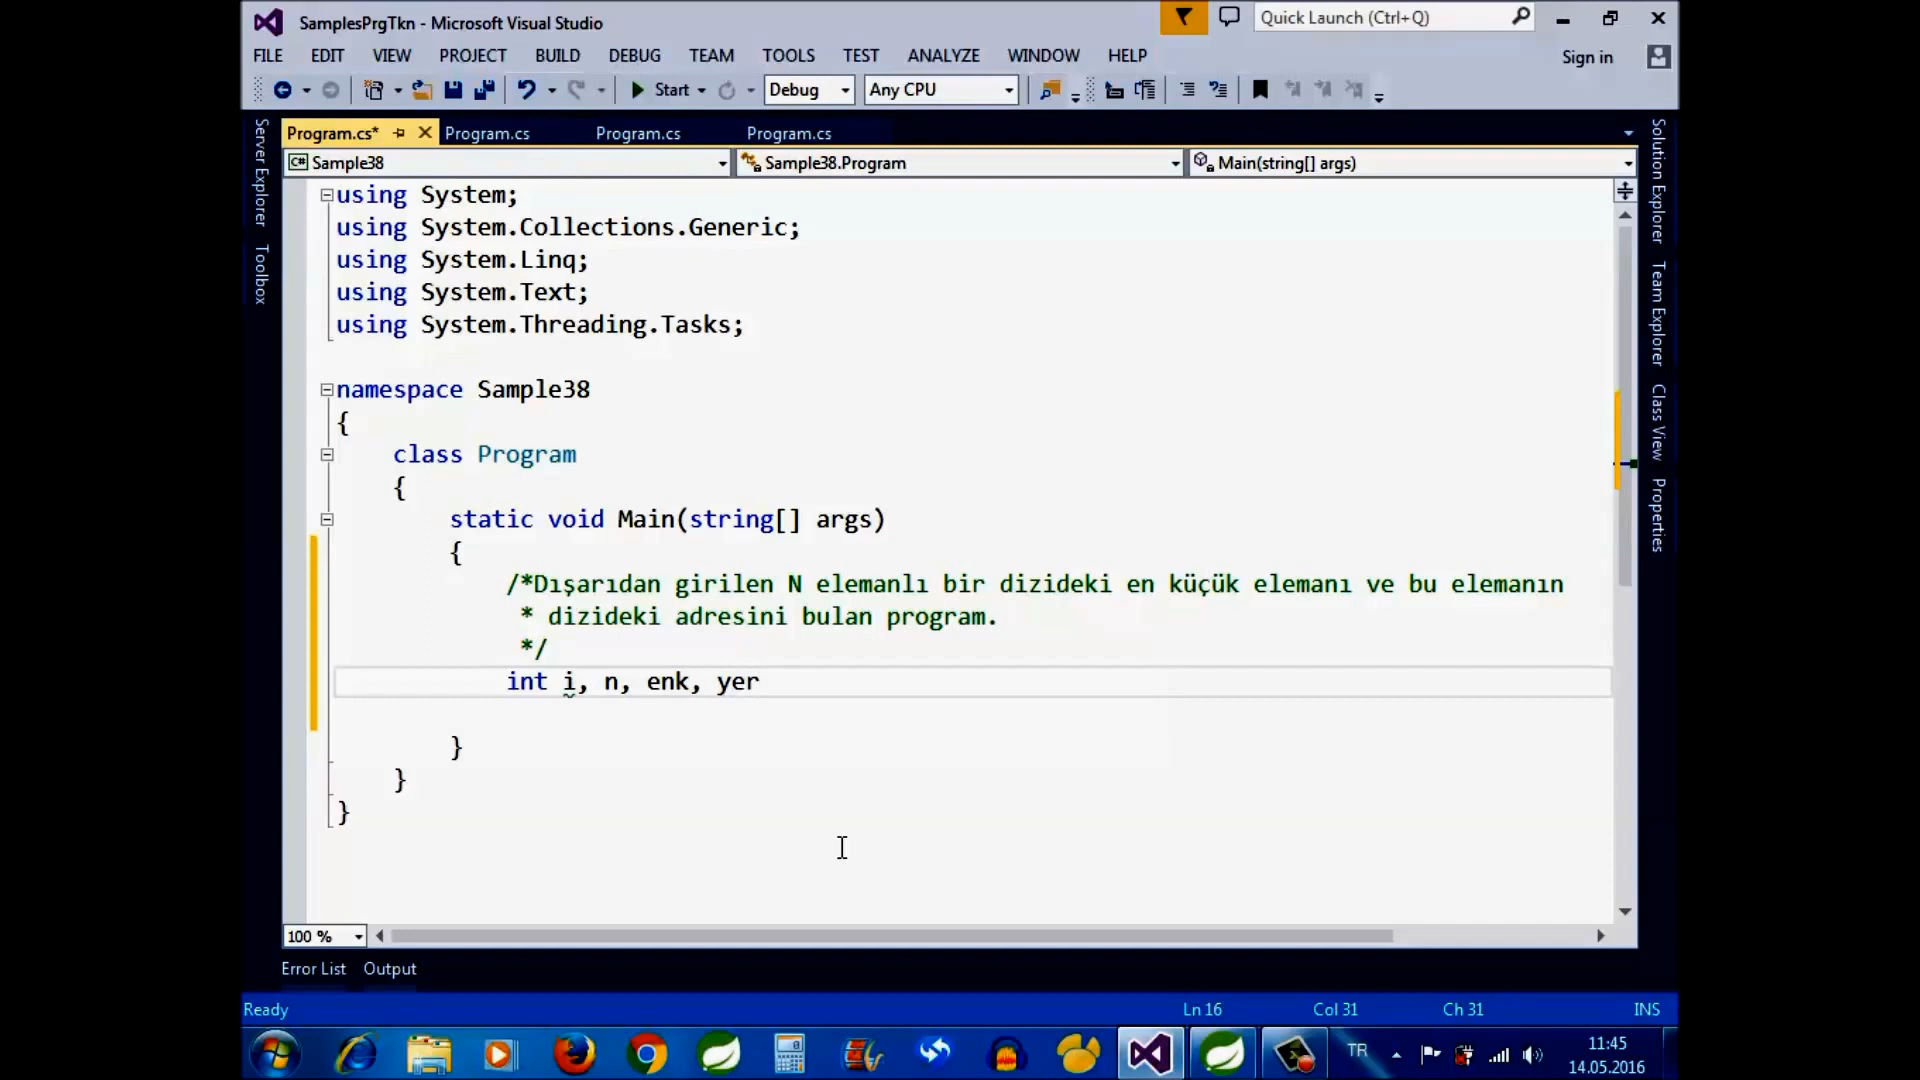 SamplesPrgTkn - Microsoft Visual Studio
Quick Launch (Ctrl+Q)
FILE EDIT VIEW PROJECT BUILD DEBUG TEAM TOOLS TEST ANALYZE WINDOW HELP
Sign in
Start Debug Any CPU
Program.cs* Program.cs Program.cs Program.cs
Sample38 Sample38.Program Main(string[] args)
Server Explorer
Toolbox
Solution Explorer
Team Explorer
Class View
Properties
using System;
using System.Collections.Generic;
using System.Linq;
using System.Text;
using System.Threading.Tasks;
namespace Sample38
{
class Program
{
static void Main(string[] args)
{
/*Dışarıdan girilen N elemanlı bir dizideki en küçük elemanı ve bu elemanın
* dizideki adresini bulan program.
*/
int i, n, enk, yer
}
}
}
100 %
Error List Output
Ready Ln 16 Col 31 Ch 31 INS
TR
11:45
14.05.2016